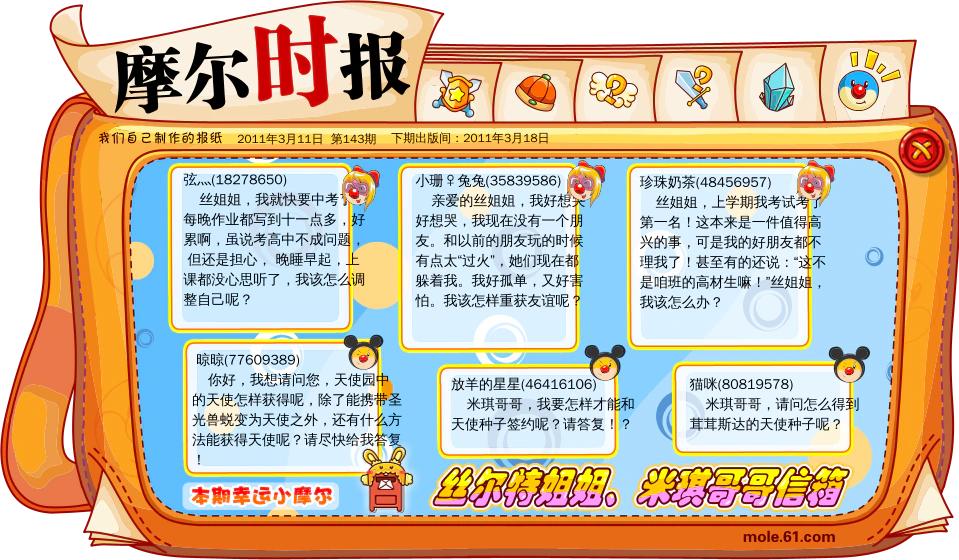 摩尔时报
我们自己制作的报纸 2011年3月11日 第143期 下期出版间：2011年3月18日
弦灬(18278650)
丝姐姐，我就快要中考了
每晚作业都写到十一点多，好
累啊，虽说考高中不成问题，
但还是担心， 晚睡早起，上
课都没心思听了，我该怎么调
整自己呢？
小珊♀兔兔(35839586)
亲爱的丝姐姐，我好想哭
好想哭，我现在没有一个朋
友。和以前的朋友玩的时候
有点太“过火”，她们现在都
躲着我。我好孤单，又好害
怕。我该怎样重获友谊呢？
珍珠奶茶(48456957)
丝姐姐，上学期我考试考了
第一名！这本来是一件值得高
兴的事，可是我的好朋友都不
理我了！甚至有的还说：“这不
是咱班的高材生嘛！”丝姐姐，
我该怎么办？
晾晾(77609389)
你好，我想请问您，天使园中
的天使怎样获得呢，除了能携带圣
光兽蜕变为天使之外，还有什么方
法能获得天使呢？请尽快给我答复
！
放羊的星星(46416106)
米琪哥哥，我要怎样才能和
天使种子签约呢？请答复！？
猫咪(80819578)
米琪哥哥，请问怎么得到
茸茸斯达的天使种子呢？
本期幸运小摩尔
丝尔特姐姐、米琪哥哥信箱
mole.61.com